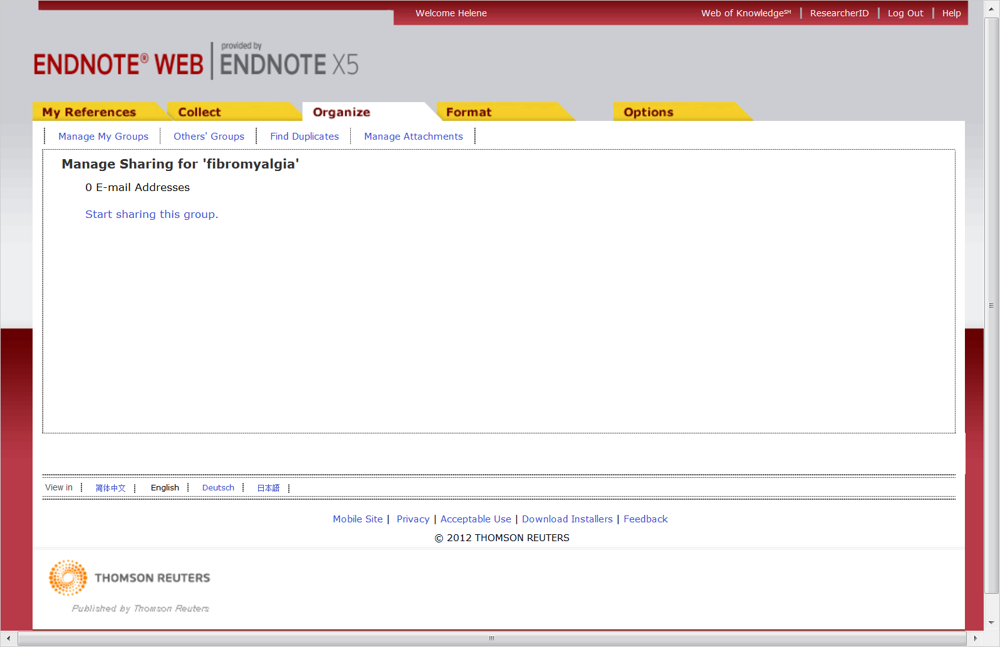 Welcome Helene
Web of Knowledge℠ | ResearcherID | Log Out | Help
ENDNOTE® WEB | provided by ENDNOTE X5
My References Collect Organize Format Options
Manage My Groups Others' Groups Find Duplicates Manage Attachments
Manage Sharing for 'fibromyalgia'
0 E-mail Addresses
Start sharing this group.
View in 简体中文 English Deutsch 日本語
Mobile Site | Privacy | Acceptable Use | Download Installers | Feedback
© 2012 THOMSON REUTERS
THOMSON REUTERS
Published by Thomson Reuters